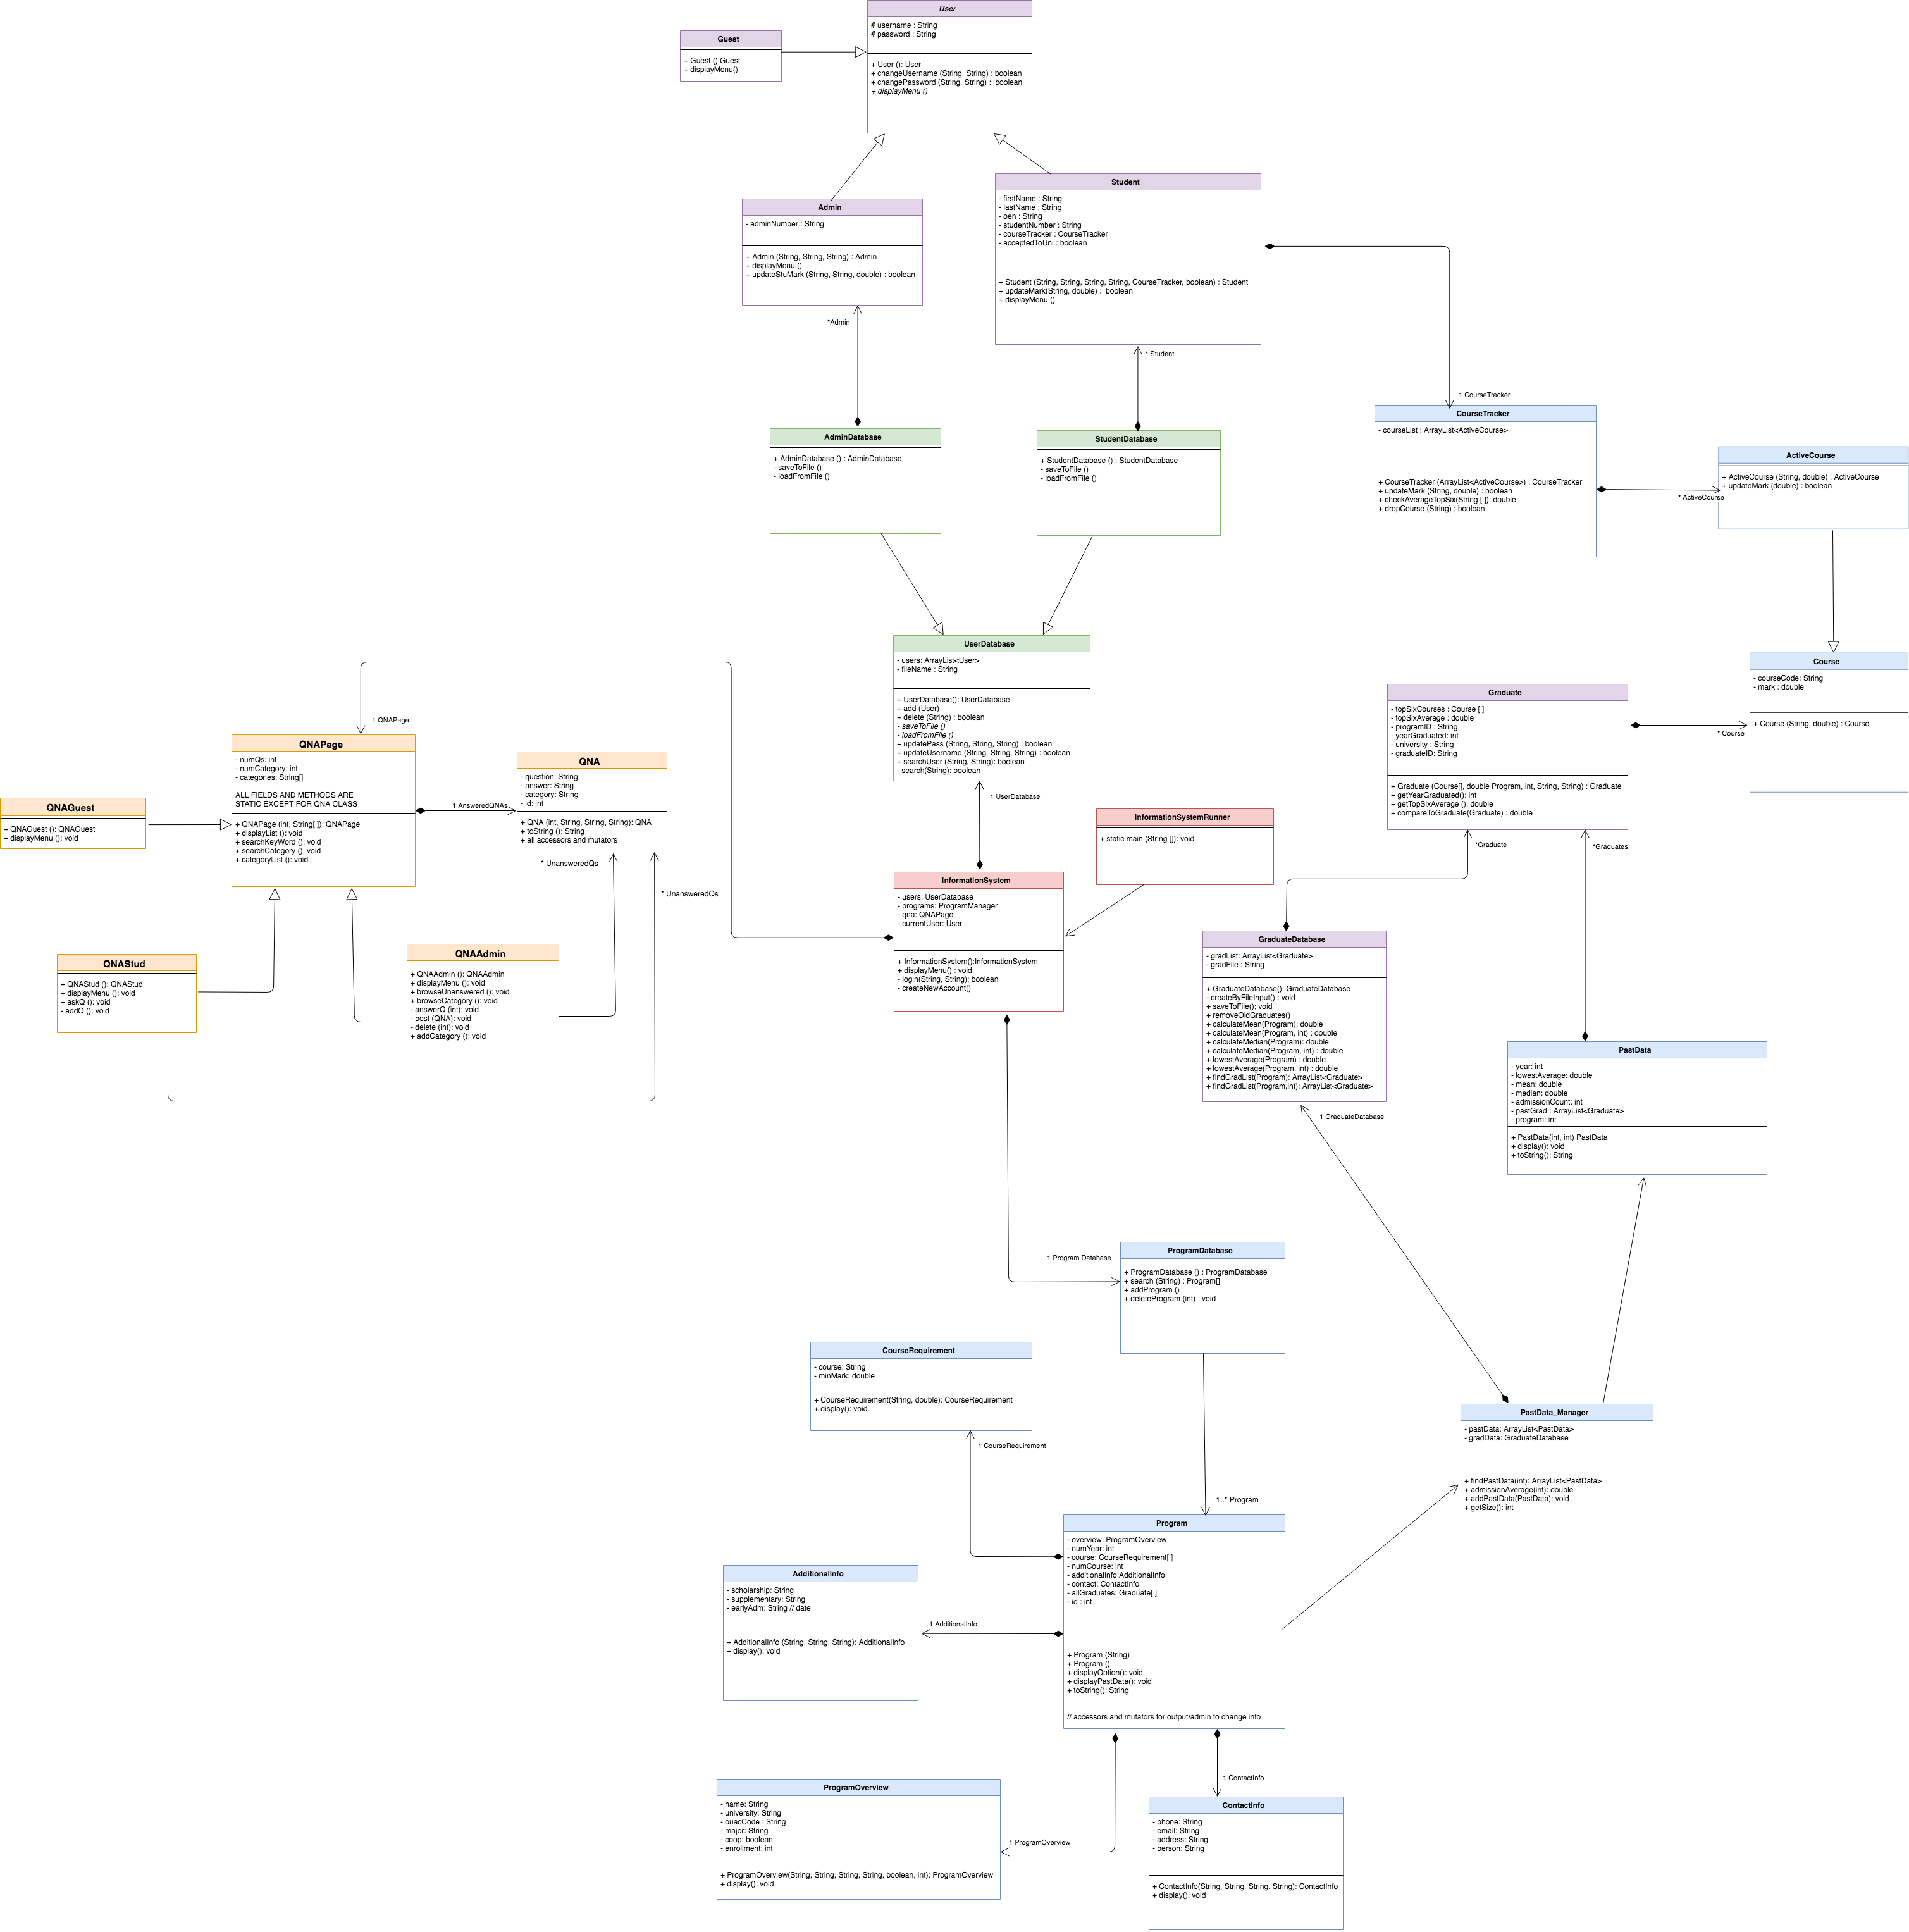 User
# username : String
# password : String
+ User (): User
+ changeUsername (String, String) : boolean
+ changePassword (String, String) :  boolean
+ displayMenu ()
Guest
+ Guest () Guest
+ displayMenu()
Admin
- adminNumber : String
+ Admin (String, String, String) : Admin
+ displayMenu ()
+ updateStuMark (String, String, double) : boolean
*Admin
Student
- firstName : String
- lastName : String
- oen : String
- studentNumber : String
- courseTracker : CourseTracker
- acceptedToUni : boolean
+ Student (String, String, String, String, CourseTracker, boolean) : Student
+ updateMark(String, double) :  boolean
+ displayMenu ()
* Student
1 CourseTracker
AdminDatabase
+ AdminDatabase () : AdminDatabase
- saveToFile ()
- loadFromFile ()
StudentDatabase
+ StudentDatabase () : StudentDatabase
- saveToFile ()
- loadFromFile ()
CourseTracker
- courseList : ArrayList<ActiveCourse>
+ CourseTracker (ArrayList<ActiveCourse>) : CourseTracker
+ updateMark (String, double) : boolean
+ checkAverageTopSix(String [ ]): double
+ dropCourse (String) : boolean
* ActiveCourse
ActiveCourse
+ ActiveCourse (String, double) : ActiveCourse
+ updateMark (double) : boolean
UserDatabase
- users: ArrayList<User>
- fileName : String
+ UserDatabase(): UserDatabase
+ add (User)
+ delete (String) : boolean
- saveToFile ()
- loadFromFile ()
+ updatePass (String, String, String) : boolean
+ updateUsername (String, String, String) : boolean
+ searchUser (String, String): boolean
- search(String): boolean
1 UserDatabase
Course
- courseCode: String
- mark : double
+ Course (String, double) : Course
Graduate
- topSixCourses : Course [ ]
- topSixAverage : double
- programID : String
- yearGraduated: int
- university : String
- graduateID: String
+ Graduate (Course[], double Program, int, String, String) : Graduate
+ getYearGraduated(): int
+ getTopSixAverage (): double
+ compareToGraduate(Graduate) : double
* Course
*Graduate
*Graduates
1 QNAPage
QNAPage
- numQs: int
- numCategory: int
- categories: String[]
ALL FIELDS AND METHODS ARE
STATIC EXCEPT FOR QNA CLASS
+ QNAPage (int, String[ ]): QNAPage
+ displayList (): void
+ searchKeyWord (): void
+ searchCategory (): void
+ categoryList (): void
1 AnsweredQNAs
QNA
- question: String
- answer: String
- category: String
- id: int
+ QNA (int, String, String, String): QNA
+ toString (): String
+ all accessors and mutators
* UnansweredQs
* UnansweredQs
QNAGuest
+ QNAGuest (): QNAGuest
+ displayMenu (): void
QNAStud
+ QNAStud (): QNAStud
+ displayMenu (): void
+ askQ (): void
- addQ (): void
QNAAdmin
+ QNAAdmin (): QNAAdmin
+ displayMenu (): void
+ browseUnanswered (): void
+ browseCategory (): void
- answerQ (int): void
- post (QNA): void
- delete (int): void
+ addCategory (): void
InformationSystemRunner
+ static main (String []): void
InformationSystem
- users: UserDatabase
- programs: ProgramManager
- qna: QNAPage
- currentUser: User
+ InformationSystem():InformationSystem
+ displayMenu() : void
- login(String, String): boolean
- createNewAccount()
GraduateDatabase
- gradList: ArrayList<Graduate>
- gradFile : String
+ GraduateDatabase(): GraduateDatabase
- createByFileInput() : void
+ saveToFile(); void
+ removeOldGraduates()
+ calculateMean(Program): double
+ calculateMean(Program, int) : double
+ calculateMedian(Program): double
+ calculateMedian(Program, int) : double
+ lowestAverage(Program) : double
+ lowestAverage(Program, int) : double
+ findGradList(Program): ArrayList<Graduate>
+ findGradList(Program,int): ArrayList<Graduate>
1 GraduateDatabase
PastData
- year: int
- lowestAverage: double
- mean: double
- median: double
- admissionCount: int
- pastGrad : ArrayList<Graduate>
- program: int
+ PastData(int, int) PastData
+ display(): void
+ toString(): String
1 Program Database
ProgramDatabase
+ ProgramDatabase () : ProgramDatabase
+ search (String) : Program[]
+ addProgram ()
+ deleteProgram (int) : void
CourseRequirement
- course: String
- minMark: double
+ CourseRequirement(String, double): CourseRequirement
+ display(): void
1 CourseRequirement
PastData_Manager
- pastData: ArrayList<PastData>
- gradData: GraduateDatabase
+ findPastData(int): ArrayList<PastData>
+ admissionAverage(int): double
+ addPastData(PastData): void
+ getSize(): int
1..* Program
Program
- overview: ProgramOverview
- numYear: int
- course: CourseRequirement[ ]
- numCourse: int
- additionalInfo:AdditionalInfo
- contact: ContactInfo
- allGraduates: Graduate[ ]
- id : int
+ Program (String)
+ Program ()
+ displayOption(): void
+ displayPastData(): void
+ toString(): String
// accessors and mutators for output/admin to change info
AdditionalInfo
- scholarship: String
- supplementary: String
- earlyAdm: String // date
+ AdditionalInfo (String, String, String): AdditionalInfo
+ display(): void
1 AdditionalInfo
1 ContactInfo
ProgramOverview
- name: String
- university: String
- ouacCode : String
- major: String
- coop: boolean
- enrollment: int
+ ProgramOverview(String, String, String, String, boolean, int): ProgramOverview
+ display(): void
1 ProgramOverview
ContactInfo
- phone: String
- email: String
- address: String
- person: String
+ ContactInfo(String, String. String. String): ContactInfo
+ display(): void